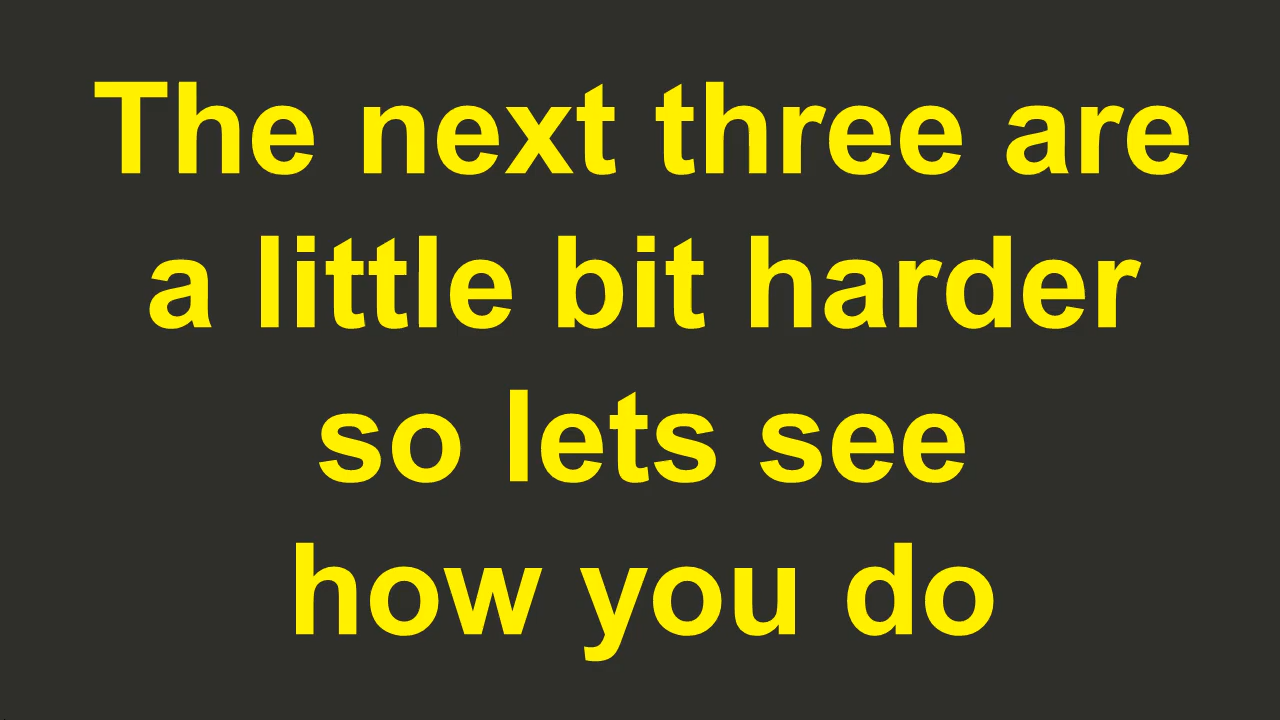 The next three are
a little bit harder
so lets see
how you do